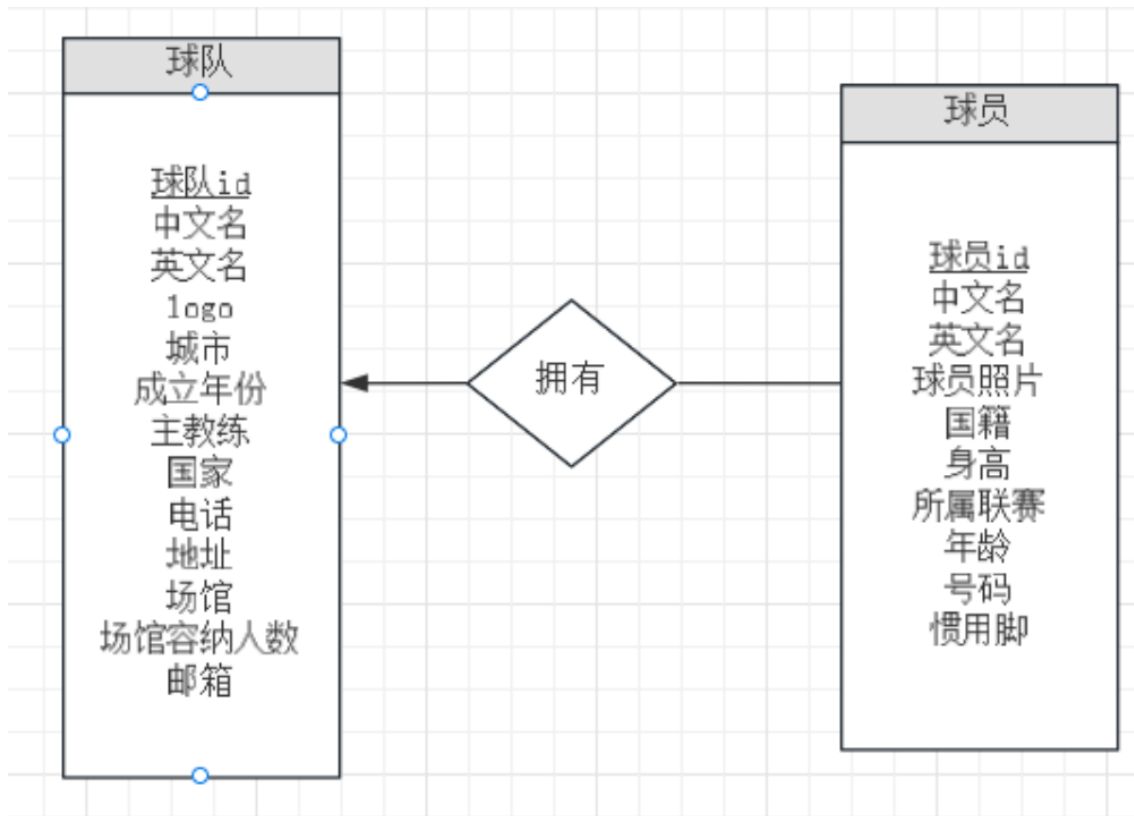 球队
球队id
中文名
英文名
logo
城市
成立年份
主教练
国家
电话
地址
场馆
场馆容纳人数
邮箱
拥有
球员
球员id
中文名
英文名
球员照片
国籍
身高
所属联赛
年龄
号码
惯用脚